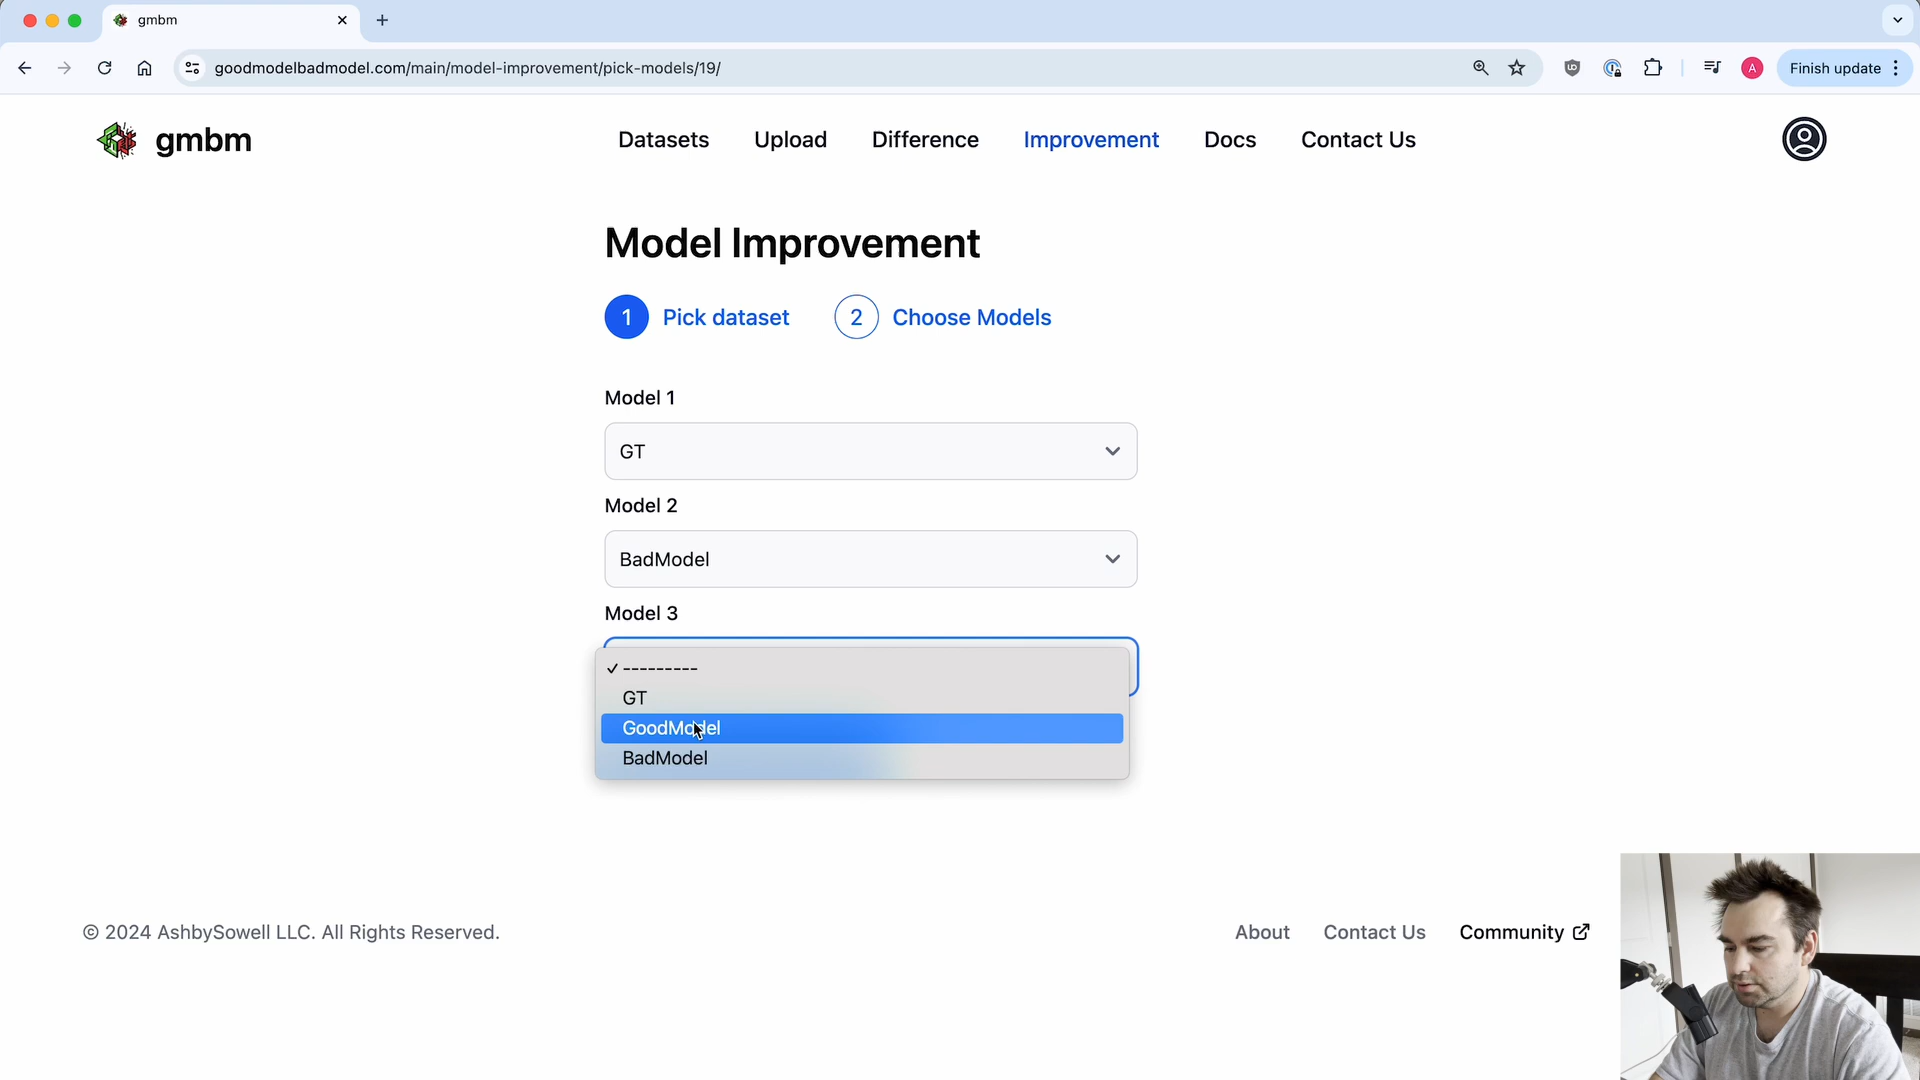 gmbm
goodmodelbadmodel.com/main/model-improvement/pick-models/19/
A
Finish update
gmbm
Datasets
Upload
Difference
Improvement
Docs
Contact Us
Model Improvement
1 Pick dataset
2 Choose Models
Model 1
GT
Model 2
BadModel
Model 3
✓ ---------
GT
GoodModel
BadModel
© 2024 AshbySowell LLC. All Rights Reserved.
About
Contact Us
Community